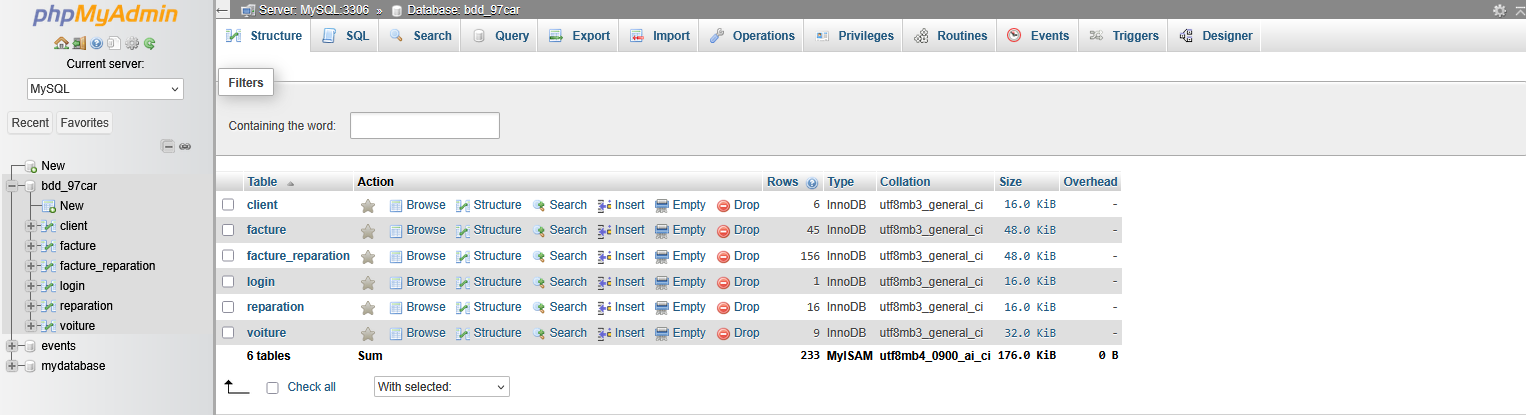 phpMyAdmin
Current server:
MySQL
Recent Favorites
New
bdd_97car
New
client
facture
facture_reparation
login
reparation
voiture
events
mydatabase
Server: MySQL:3306 » Database: bdd_97car
Structure SQL Search Query Export Import Operations Privileges Routines Events Triggers Designer
Filters
Containing the word:
Table Action Rows Type Collation Size Overhead
client Browse Structure Search Insert Empty Drop 6 InnoDB utf8mb3_general_ci 16.0 KiB -
facture Browse Structure Search Insert Empty Drop 45 InnoDB utf8mb3_general_ci 48.0 KiB -
facture_reparation Browse Structure Search Insert Empty Drop 156 InnoDB utf8mb3_general_ci 48.0 KiB -
login Browse Structure Search Insert Empty Drop 1 InnoDB utf8mb3_general_ci 16.0 KiB -
reparation Browse Structure Search Insert Empty Drop 16 InnoDB utf8mb3_general_ci 16.0 KiB -
voiture Browse Structure Search Insert Empty Drop 9 InnoDB utf8mb3_general_ci 32.0 KiB -
6 tables Sum 233 MyISAM utf8mb4_0900_ai_ci 176.0 KiB 0 B
Check all With selected: